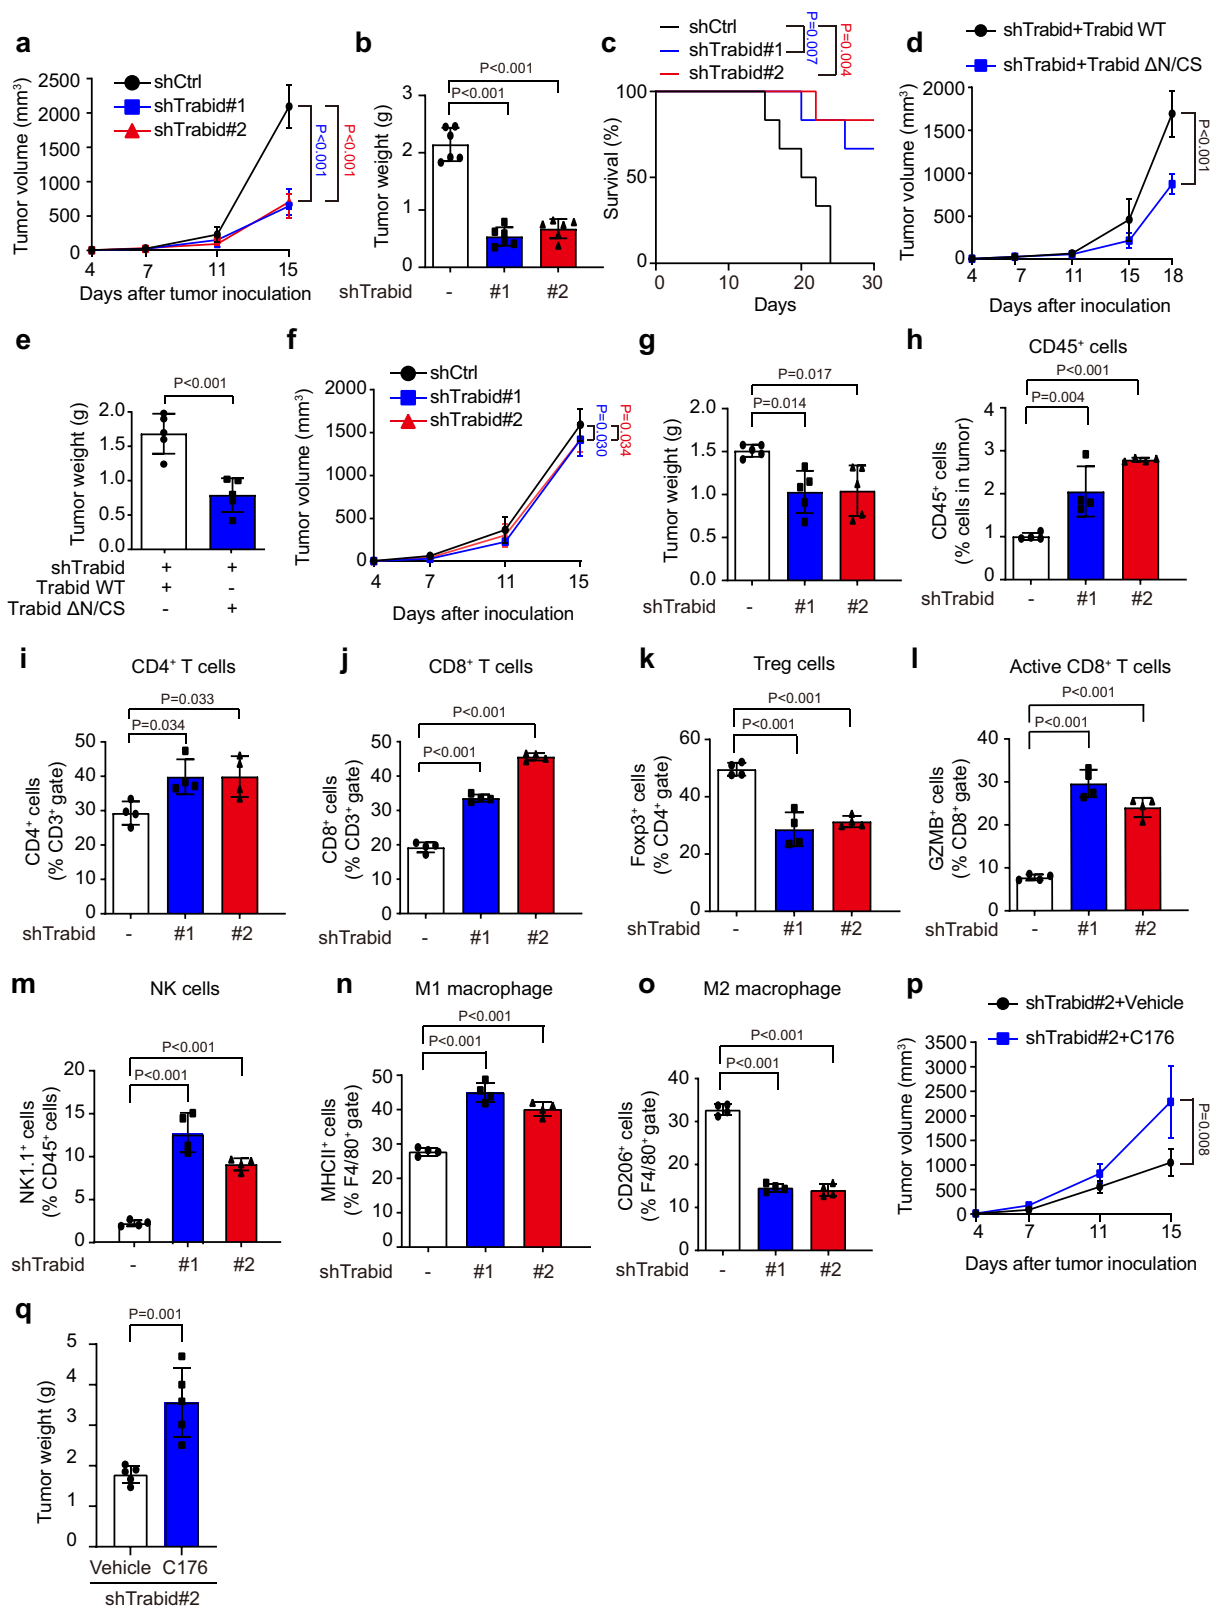 a
shCtrl
shTrabid#1
shTrabid#2
Tumor volume (mm³)
2500
2000
1500
1000
500
0
4 7 11 15
Days after tumor inoculation
P<0.001
P<0.001
b
P<0.001
P<0.001
Tumor weight (g)
3
2
1
0
shTrabid - #1 #2
c
shCtrl
shTrabid#1
shTrabid#2
P=0.007
P=0.004
Survival (%)
100
50
0
0 10 20 30
Days
d
shTrabid+Trabid WT
shTrabid+Trabid ΔN/CS
Tumor volume (mm³)
2000
1500
1000
500
0
4 7 11 15 18
Days after inoculation
P<0.001
e
P<0.001
Tumor weight (g)
2.0
1.5
1.0
0.5
0.0
shTrabid + +
Trabid WT + -
Trabid ΔN/CS - +
f
shCtrl
shTrabid#1
shTrabid#2
Tumor volume (mm³)
2000
1500
1000
500
0
4 7 11 15
Days after inoculation
P=0.030
P=0.034
g
P=0.017
P=0.014
Tumor weight (g)
2.0
1.5
1.0
0.5
0.0
shTrabid - #1 #2
h
CD45⁺ cells
P<0.001
P=0.004
CD45⁺ cells
(% cells in tumor)
4
3
2
1
0
shTrabid - #1 #2
i
CD4⁺ T cells
P=0.033
P=0.034
CD4⁺ cells
(% CD3⁺ gate)
50
40
30
20
10
0
shTrabid - #1 #2
j
CD8⁺ T cells
P<0.001
P<0.001
CD8⁺ cells
(% CD3⁺ gate)
50
40
30
20
10
0
shTrabid - #1 #2
k
Treg cells
P<0.001
P<0.001
Foxp3⁺ cells
(% CD4⁺ gate)
60
40
20
0
shTrabid - #1 #2
l
Active CD8⁺ T cells
P<0.001
P<0.001
GZMB⁺ cells
(% CD8⁺ gate)
40
30
20
10
0
shTrabid - #1 #2
m
NK cells
P<0.001
P<0.001
NK1.1⁺ cells
(% CD45⁺ cells)
20
15
10
5
0
shTrabid - #1 #2
n
M1 macrophage
P<0.001
P<0.001
MHCII⁺ cells
(% F4/80⁺ gate)
50
40
30
20
10
0
shTrabid - #1 #2
o
M2 macrophage
P<0.001
P<0.001
CD206⁺ cells
(% F4/80⁺ gate)
40
30
20
10
0
shTrabid - #1 #2
p
shTrabid#2+Vehicle
shTrabid#2+C176
Tumor volume (mm³)
3500
3000
2500
2000
1500
1000
500
0
4 7 11 15
Days after tumor inoculation
P=0.008
q
P=0.001
Tumor weight (g)
5
4
3
2
1
0
Vehicle C176
shTrabid#2